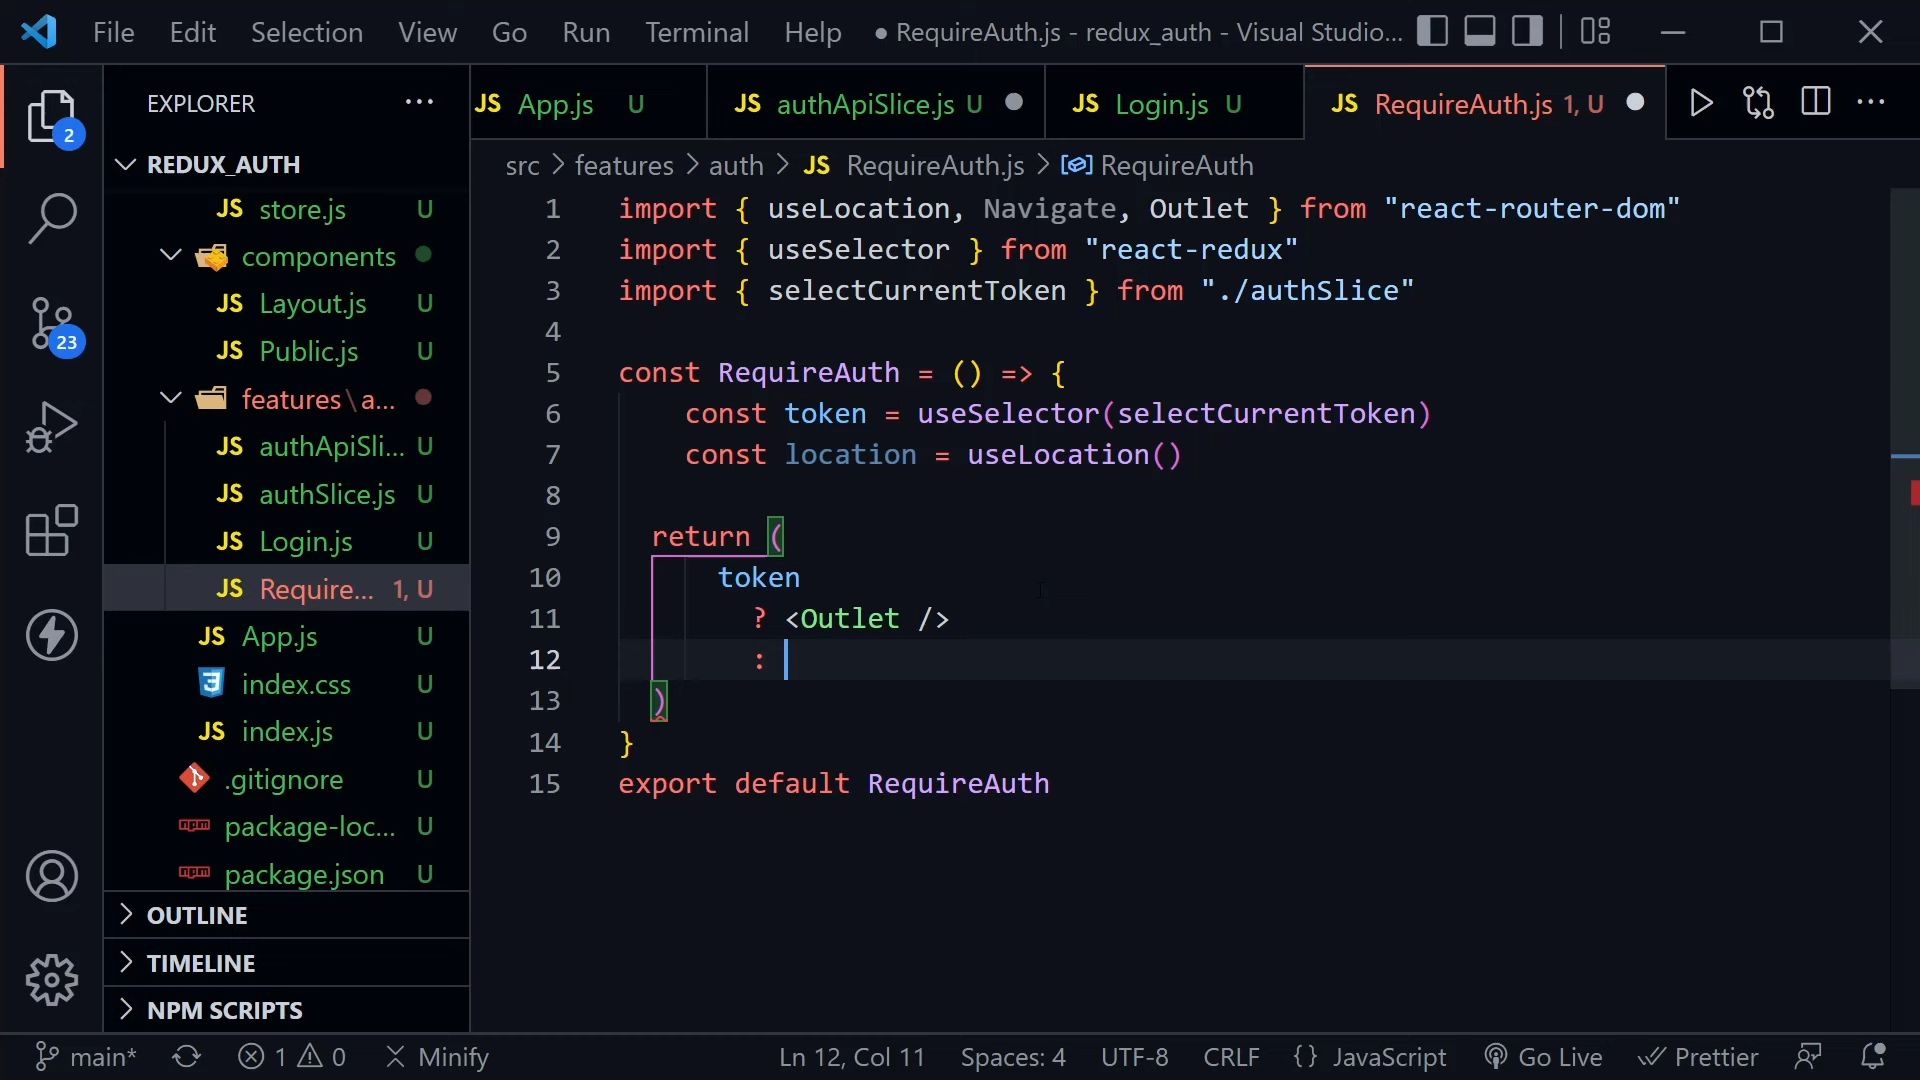 File Edit Selection View Go Run Terminal Help ● RequireAuth.js - redux_auth - Visual Studio...
EXPLORER ...
JS App.js U
JS authApiSlice.js U
JS Login.js U
JS RequireAuth.js 1, U
2
23
REDUX_AUTH
JS store.js U
components
JS Layout.js U
JS Public.js U
features\a...
JS authApiSli... U
JS authSlice.js U
JS Login.js U
JS Require... 1, U
JS App.js U
index.css U
JS index.js U
.gitignore U
package-loc... U
package.json U
OUTLINE
TIMELINE
NPM SCRIPTS
src > features > auth > JS RequireAuth.js > RequireAuth
1 import { useLocation, Navigate, Outlet } from "react-router-dom"
2 import { useSelector } from "react-redux"
3 import { selectCurrentToken } from "./authSlice"
4
5 const RequireAuth = () => {
6 const token = useSelector(selectCurrentToken)
7 const location = useLocation()
8
9 return (
10 token
11 ? <Outlet />
12 :
13 )
14 }
15 export default RequireAuth
main* 1 0 Minify Ln 12, Col 11 Spaces: 4 UTF-8 CRLF {} JavaScript Go Live Prettier